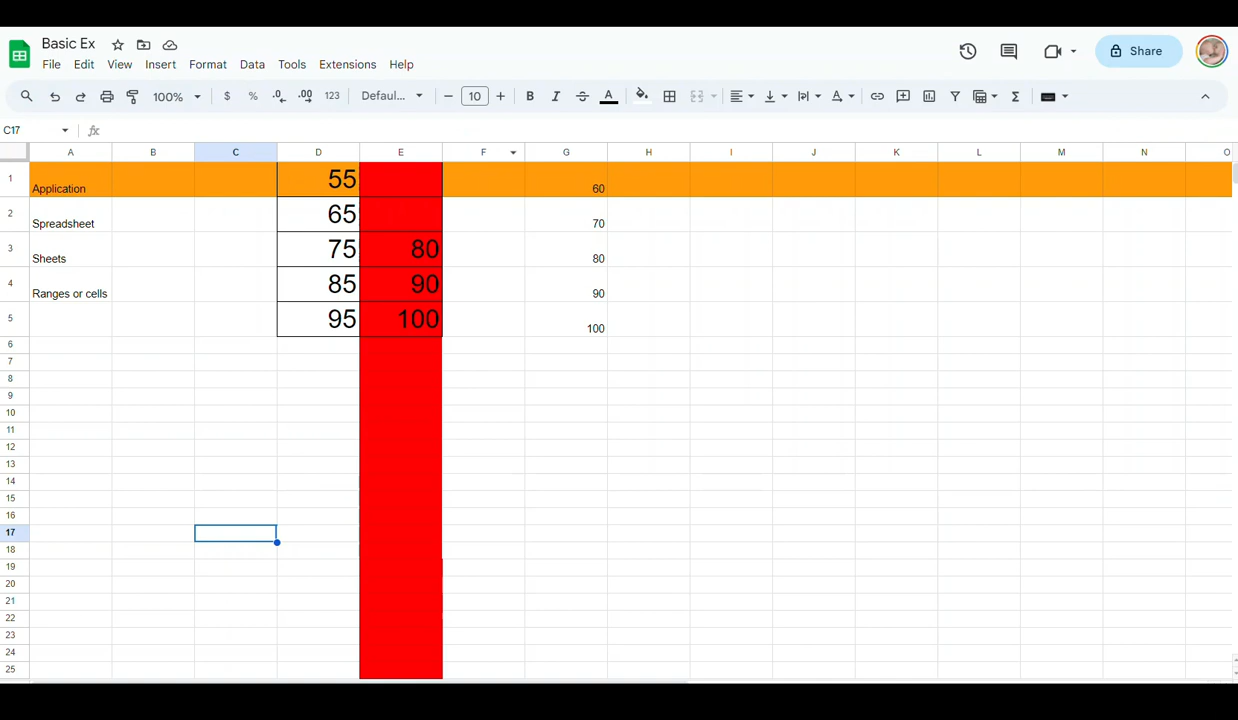 Basic Ex
File Edit View Insert Format Data Tools Extensions Help
Share
100% $ % .0 .00 123 Defaul... − 10 + B I A Σ
C17 fx
A B C D E F G H I J K L M N O
1 Application 55 60
2 Spreadsheet 65 70
3 Sheets 75 80 80
4 Ranges or cells 85 90 90
5 95 100 100
6
7
8
9
10
11
12
13
14
15
16
17
18
19
20
21
22
23
24
25